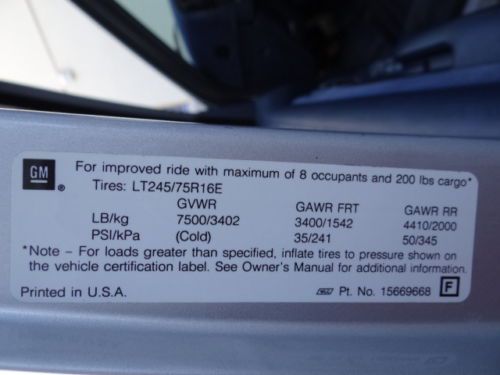 GM ® For improved ride with maximum of 8 occupants and 200 lbs cargo*
Tires: LT245/75R16E
GVWR GAWR FRT GAWR RR
LB/kg 7500/3402 3400/1542 4410/2000
PSI/kPa (Cold) 35/241 50/345
*Note - For loads greater than specified, inflate tires to pressure shown on
the vehicle certification label. See Owner's Manual for additional information.
Printed in U.S.A. Pt. No. 15669668 F